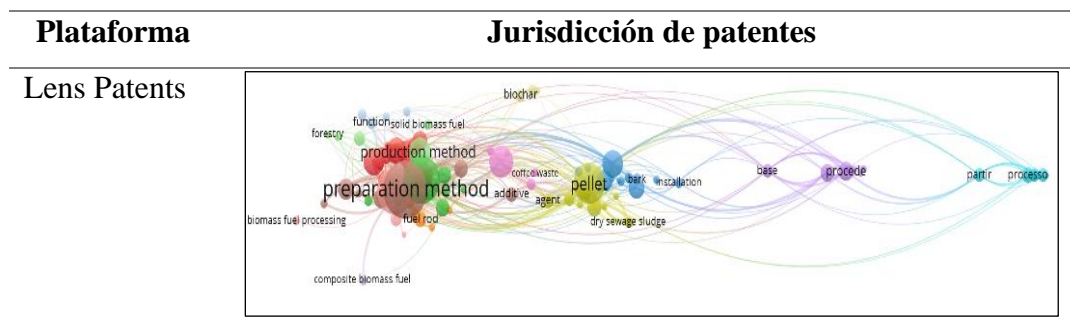 Plataforma Jurisdicción de patentes
Lens Patents
biochar
function solid biomass fuel
forestry
production method
coffee waste
preparation method additive pellet bark installation base procede partir processo
agent
biomass fuel processing fuel rod dry sewage sludge
composite biomass fuel